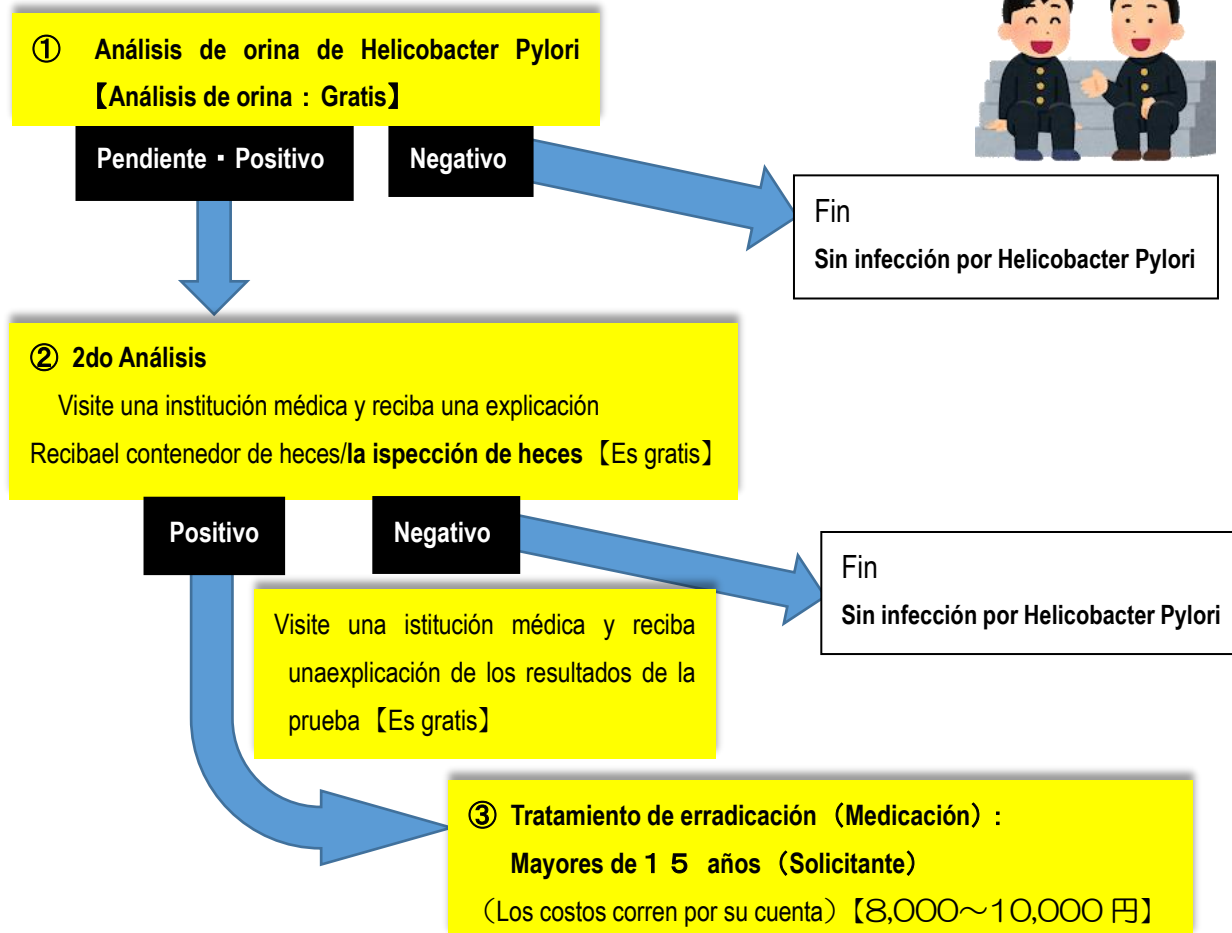 ① Análisis de orina de Helicobacter Pylori
【Análisis de orina : Gratis】
Pendiente・Positivo
Negativo
Fin
Sin infección por Helicobacter Pylori
② 2do Análisis
Visite una institución médica y reciba una explicación
Recibael contenedor de heces/la ispección de heces【Es gratis】
Positivo
Negativo
Fin
Sin infección por Helicobacter Pylori
Visite una istitución médica y reciba
unaexplicación de los resultados de la
prueba【Es gratis】
③ Tratamiento de erradicación（Medicación）:
Mayores de１５ años（Solicitante）
（Los costos corren por su cuenta）【8,000～10,000 円】